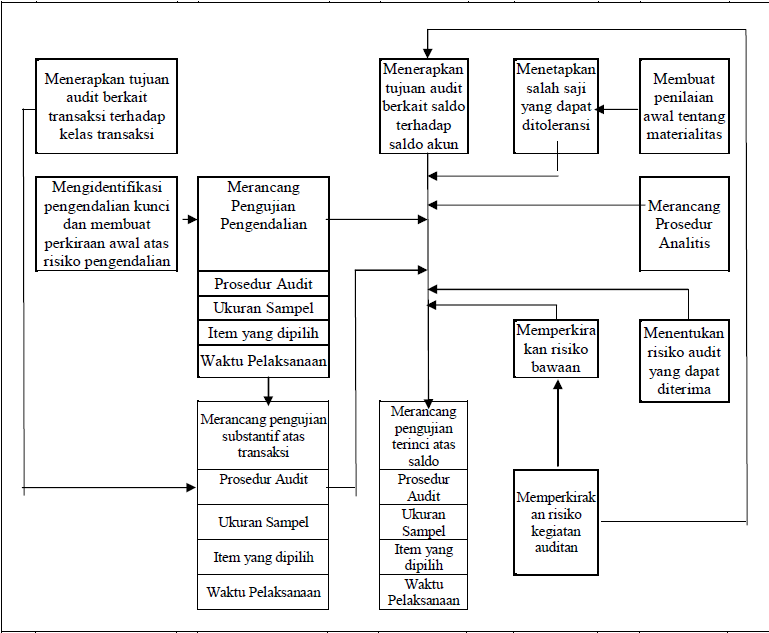 Menerapkan tujuan
audit berkait
transaksi terhadap
kelas transaksi
Menerapkan
tujuan audit
berkait saldo
terhadap
saldo akun
Menetapkan
salah saji
yang dapat
ditoleransi
Membuat
penilaian
awal tentang
materialitas
Mengidentifikasi
pengendalian kunci
dan membuat
perkiraan awal atas
risiko pengendalian
Merancang
Pengujian
Pengendalian
Prosedur Audit
Ukuran Sampel
Item yang dipilih
Waktu Pelaksanaan
Merancang
Prosedur
Analitis
Memperkira
kan risiko
bawaan
Menentukan
risiko audit
yang dapat
diterima
Merancang pengujian
substantif atas
transaksi
Prosedur Audit
Ukuran Sampel
Item yang dipilih
Waktu Pelaksanaan
Merancang
pengujian
terinci atas
saldo
Prosedur
Audit
Ukuran
Sampel
Item yang
dipilih
Waktu
Pelaksanaan
Memperkirak
an risiko
kegiatan
auditan